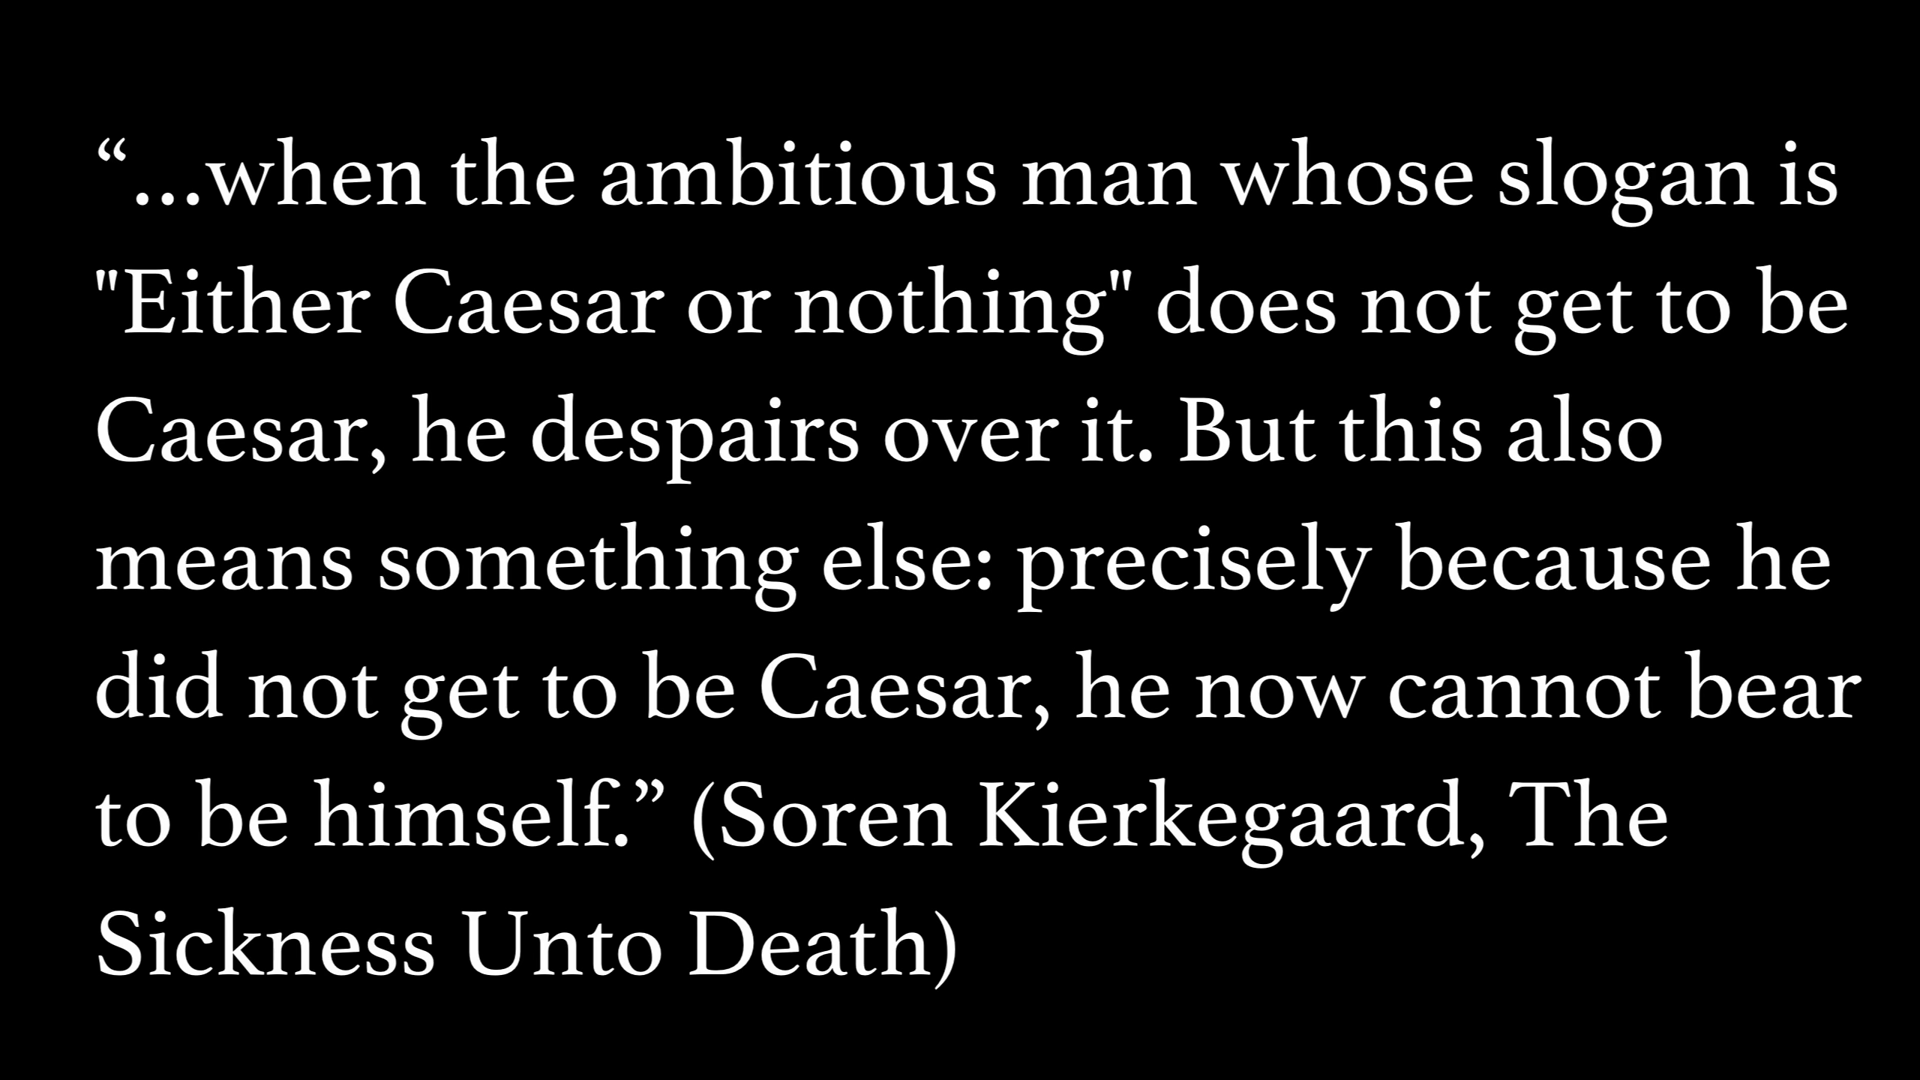 “...when the ambitious man whose slogan is
"Either Caesar or nothing" does not get to be
Caesar, he despairs over it. But this also
means something else: precisely because he
did not get to be Caesar, he now cannot bear
to be himself.” (Soren Kierkegaard, The
Sickness Unto Death)